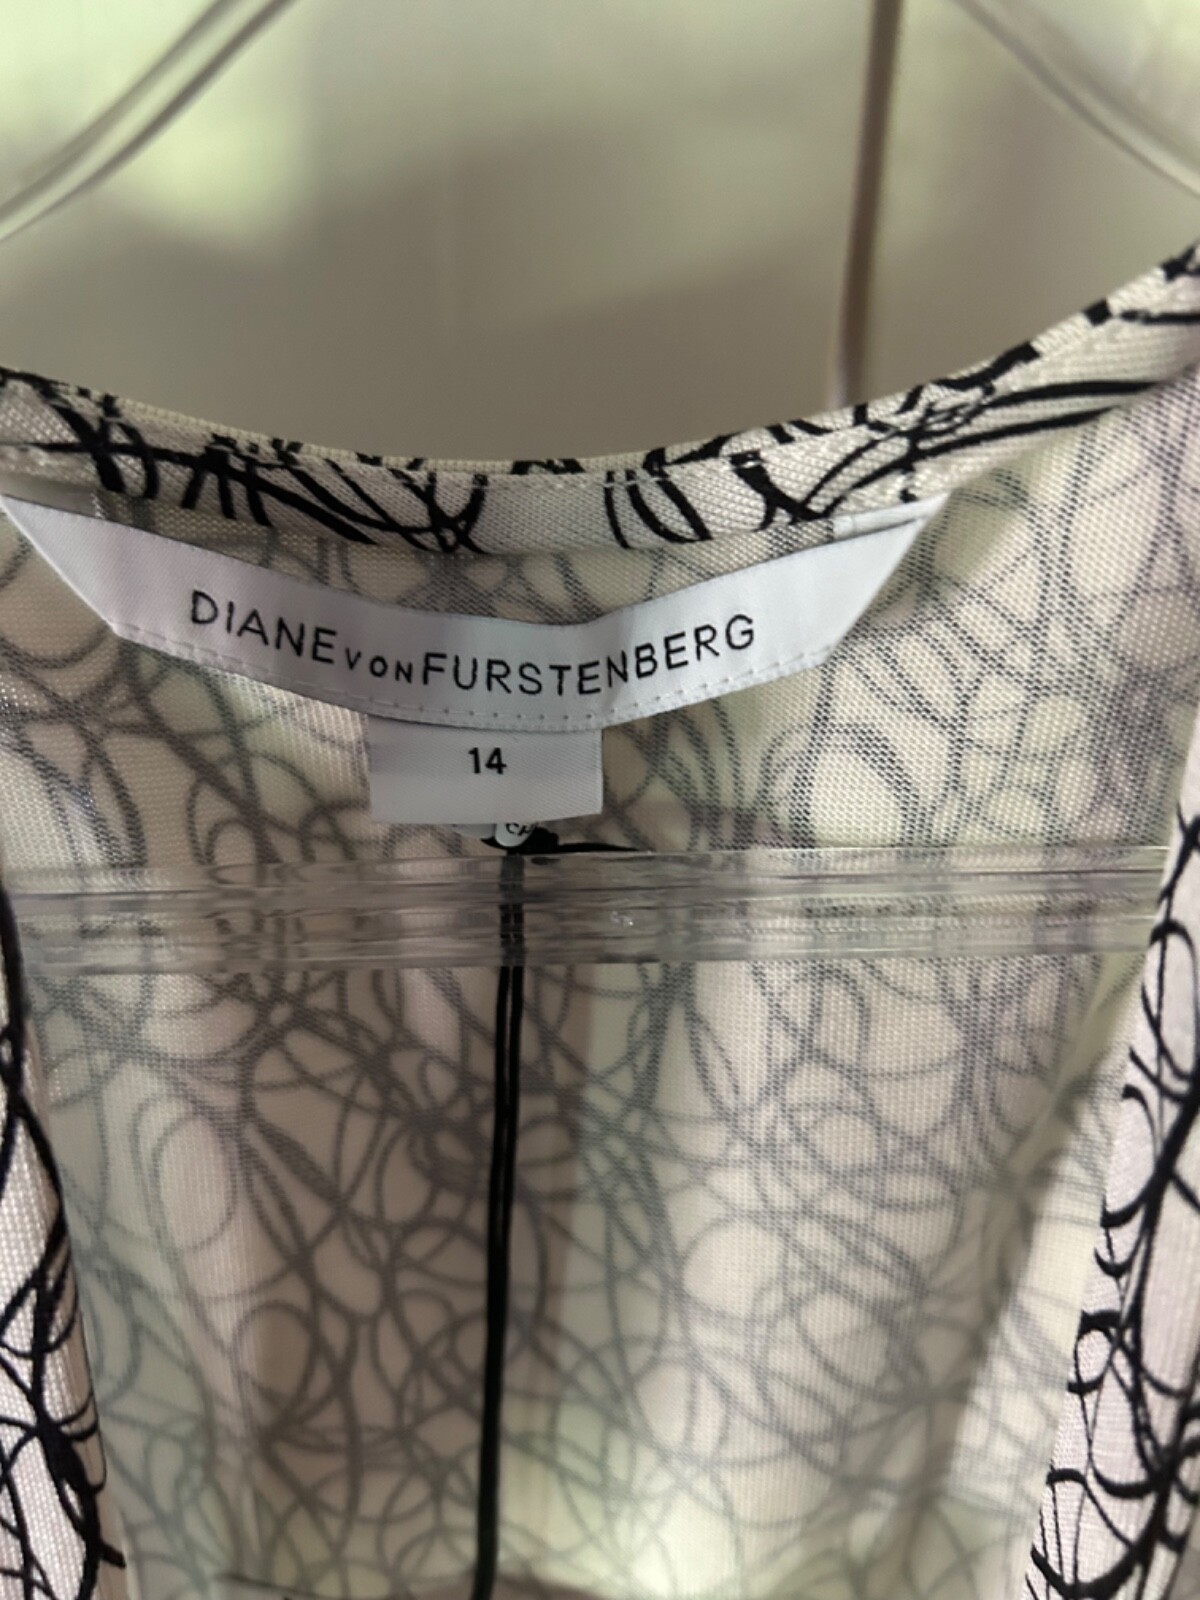 DIANE VON FURSTENBERG
14